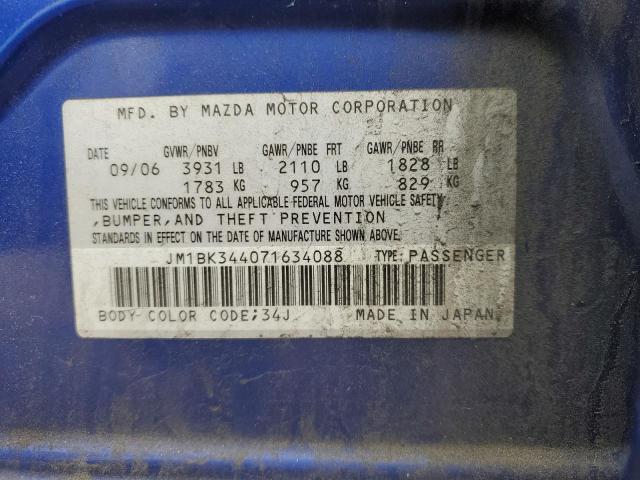 MFD. BY MAZDA MOTOR CORPORATION
DATE GVWR/PNBV GAWR/PNBE FRT GAWR/PNBE RR
09/06 3931 LB 2110 LB 1828 LB
1783 KG 957 KG 829 KG
THIS VEHICLE CONFORMS TO ALL APPLICABLE FEDERAL MOTOR VEHICLE SAFETY
,BUMPER,AND THEFT PREVENTION
STANDARDS IN EFFECT ON THE DATE OF MANUFACTURE SHOWN ABOVE.
JM1BK344071634088 TYPE: PASSENGER
BODY COLOR CODE;34J MADE IN JAPAN